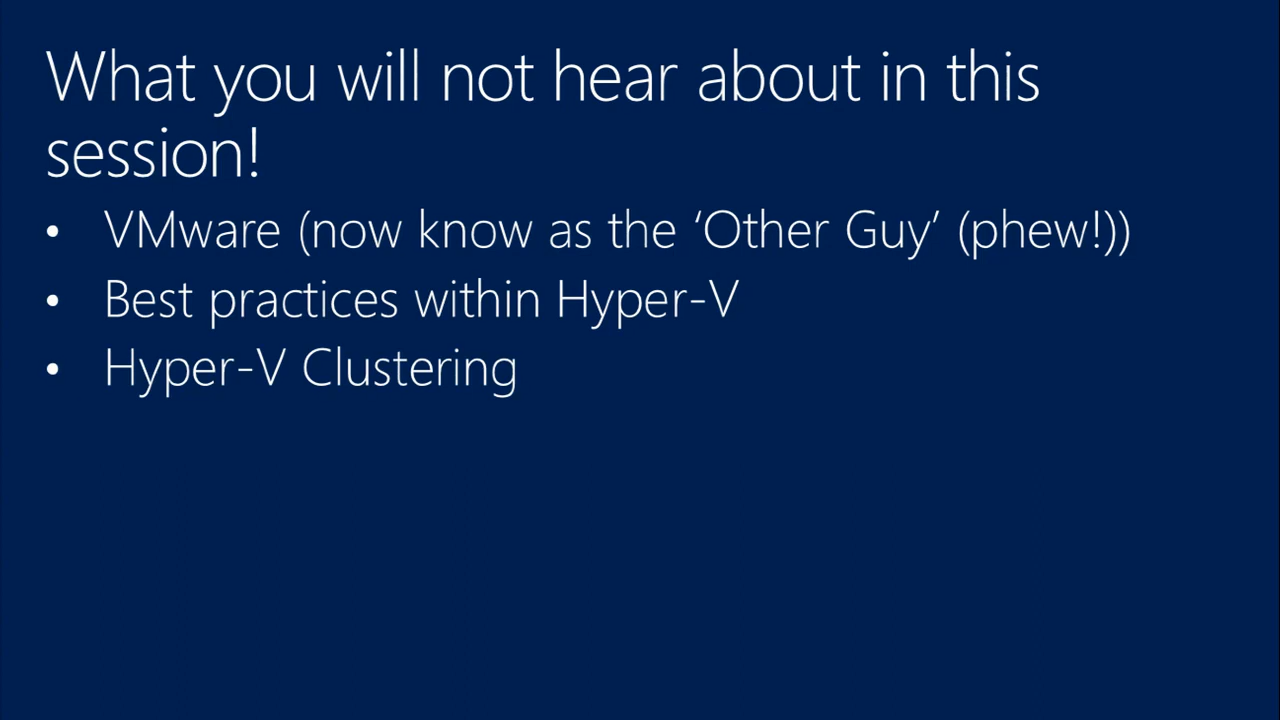 What you will not hear about in this
session!
• VMware (now know as the ‘Other Guy’ (phew!))
• Best practices within Hyper-V
• Hyper-V Clustering